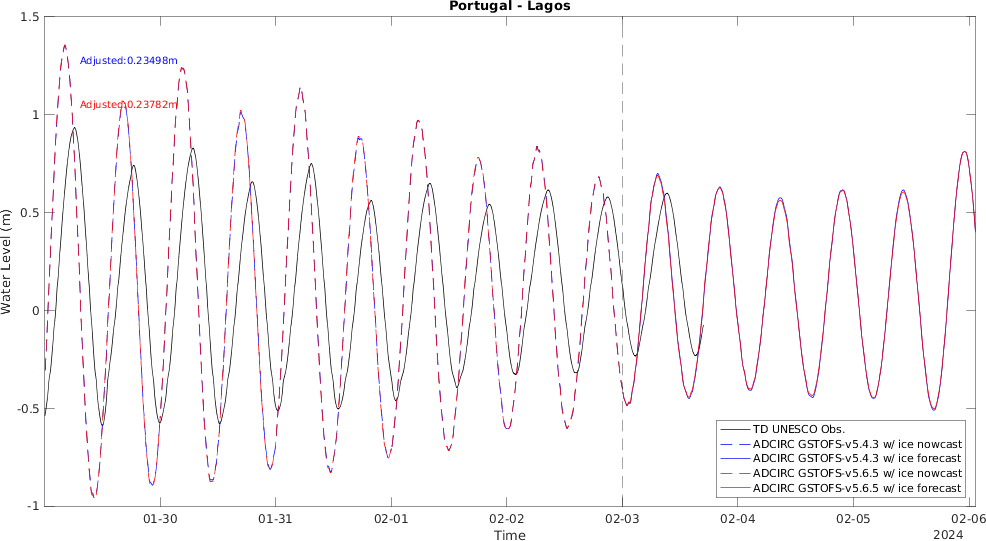 Portugal - Lagos
1.5
Adjusted:0.23498m
Adjusted:0.23782m
1
0.5
0
-0.5
-1
Water Level (m)
TD UNESCO Obs.
ADCIRC GSTOFS-v5.4.3 w/ ice nowcast
ADCIRC GSTOFS-v5.4.3 w/ ice forecast
ADCIRC GSTOFS-v5.6.5 w/ ice nowcast
ADCIRC GSTOFS-v5.6.5 w/ ice forecast
01-30 01-31 02-01 02-02 02-03 02-04 02-05 02-06
Time
2024